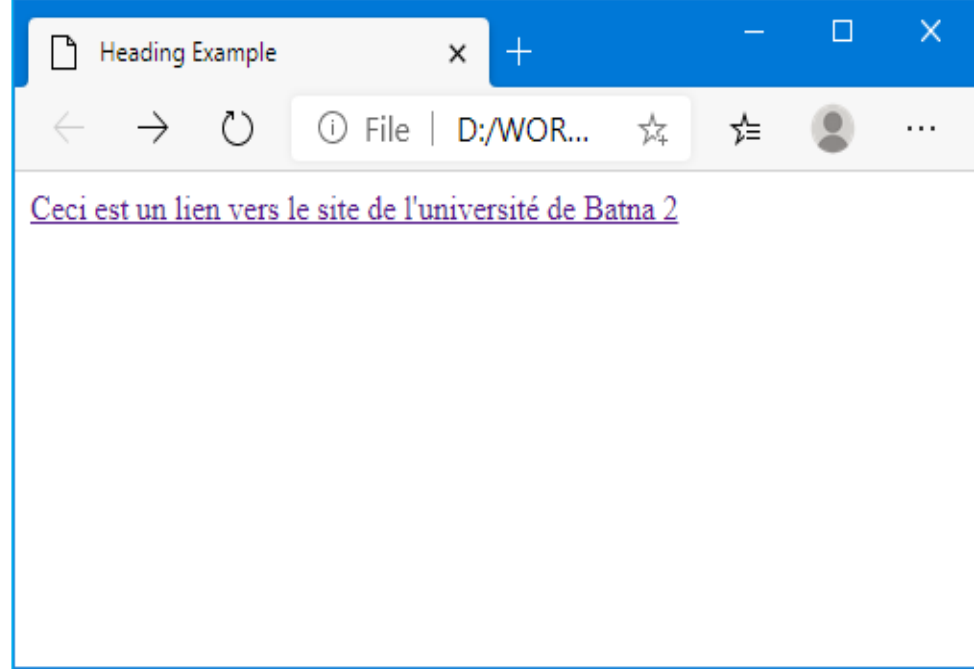 Heading Example
File | D:/WOR...
Ceci est un lien vers le site de l'université de Batna 2